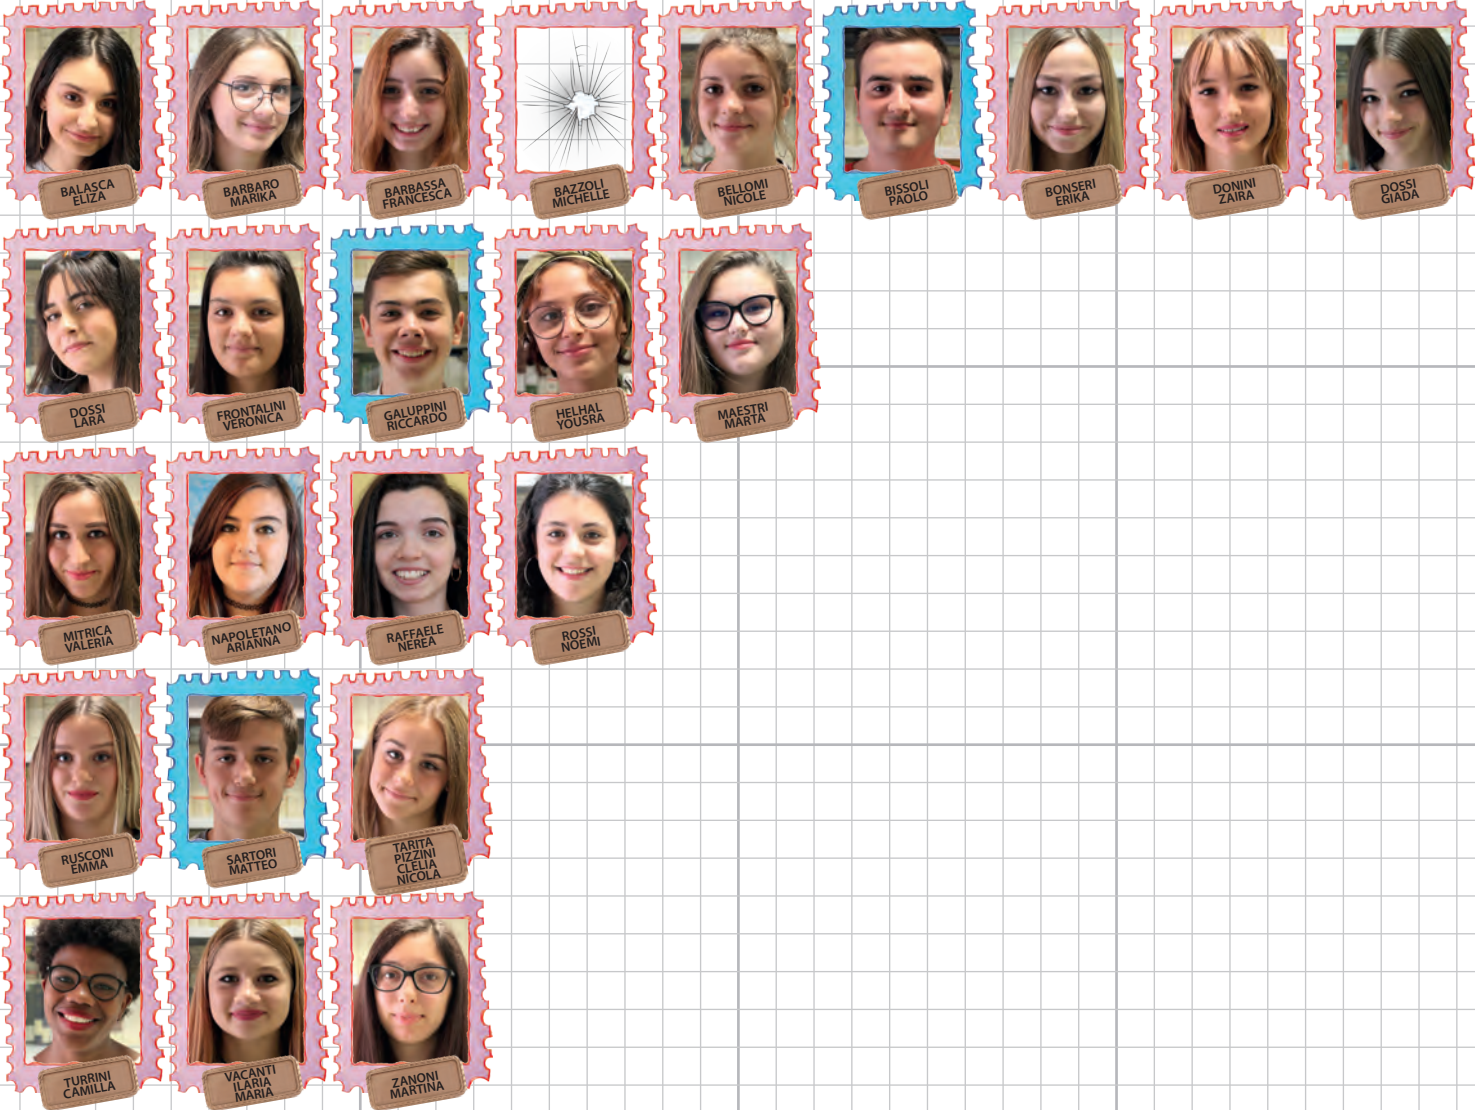 BALASCA
ELIZA
BARBARO
MARIKA
BARBASSA
FRANCESCA
BAZZOLI
MICHELLE
BELLOMI
NICOLE
BISSOLI
PAOLO
BONSERI
ERIKA
DONINI
ZAIRA
DOSSI
GIADA
DOSSI
LARA
FRONTALINI
VERONICA
GALUPPINI
RICCARDO
HELHAL
YOUSRA
MAESTRI
MARTA
MITRICA
VALERIA
NAPOLETANO
ARIANNA
RAFFAELE
NEREA
ROSSI
NOEMI
RUSCONI
EMMA
SARTORI
MATTEO
TARITA
PIZZINI
CLELIA
NICOLA
TURRINI
CAMILLA
VACANTI
ILARIA
MARIA
ZANONI
MARTINA